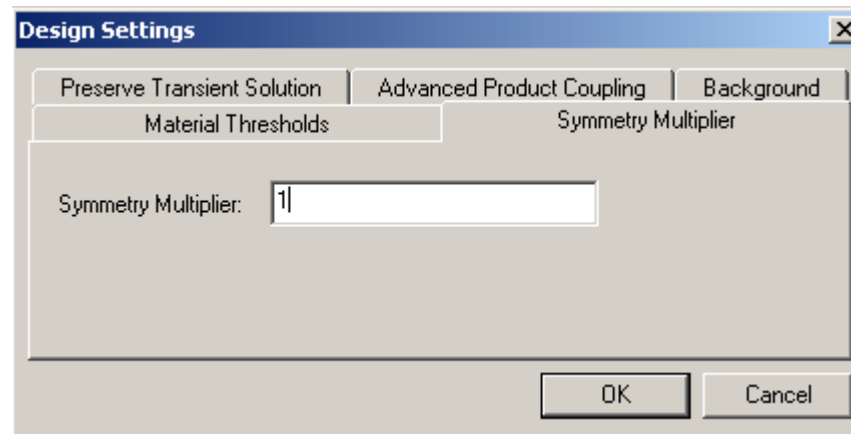 Design Settings
Preserve Transient Solution Advanced Product Coupling Background
Material Thresholds Symmetry Multiplier
Symmetry Multiplier: 1
OK Cancel